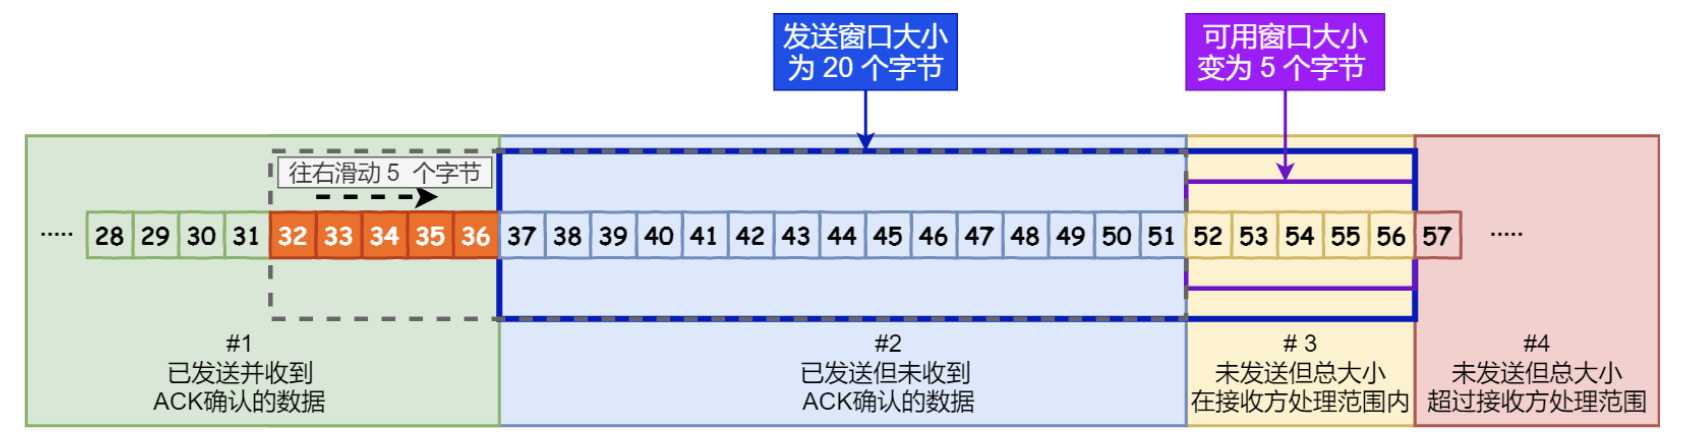 发送窗口大小
为 20 个字节
可用窗口大小
变为 5 个字节
往右滑动 5 个字节
..... 28 29 30 31 32 33 34 35 36 37 38 39 40 41 42 43 44 45 46 47 48 49 50 51 52 53 54 55 56 57 .....
#1
已发送并收到
ACK确认的数据
#2
已发送但未收到
ACK确认的数据
# 3
未发送但总大小
在接收方处理范围内
#4
未发送但总大小
超过接收方处理范围